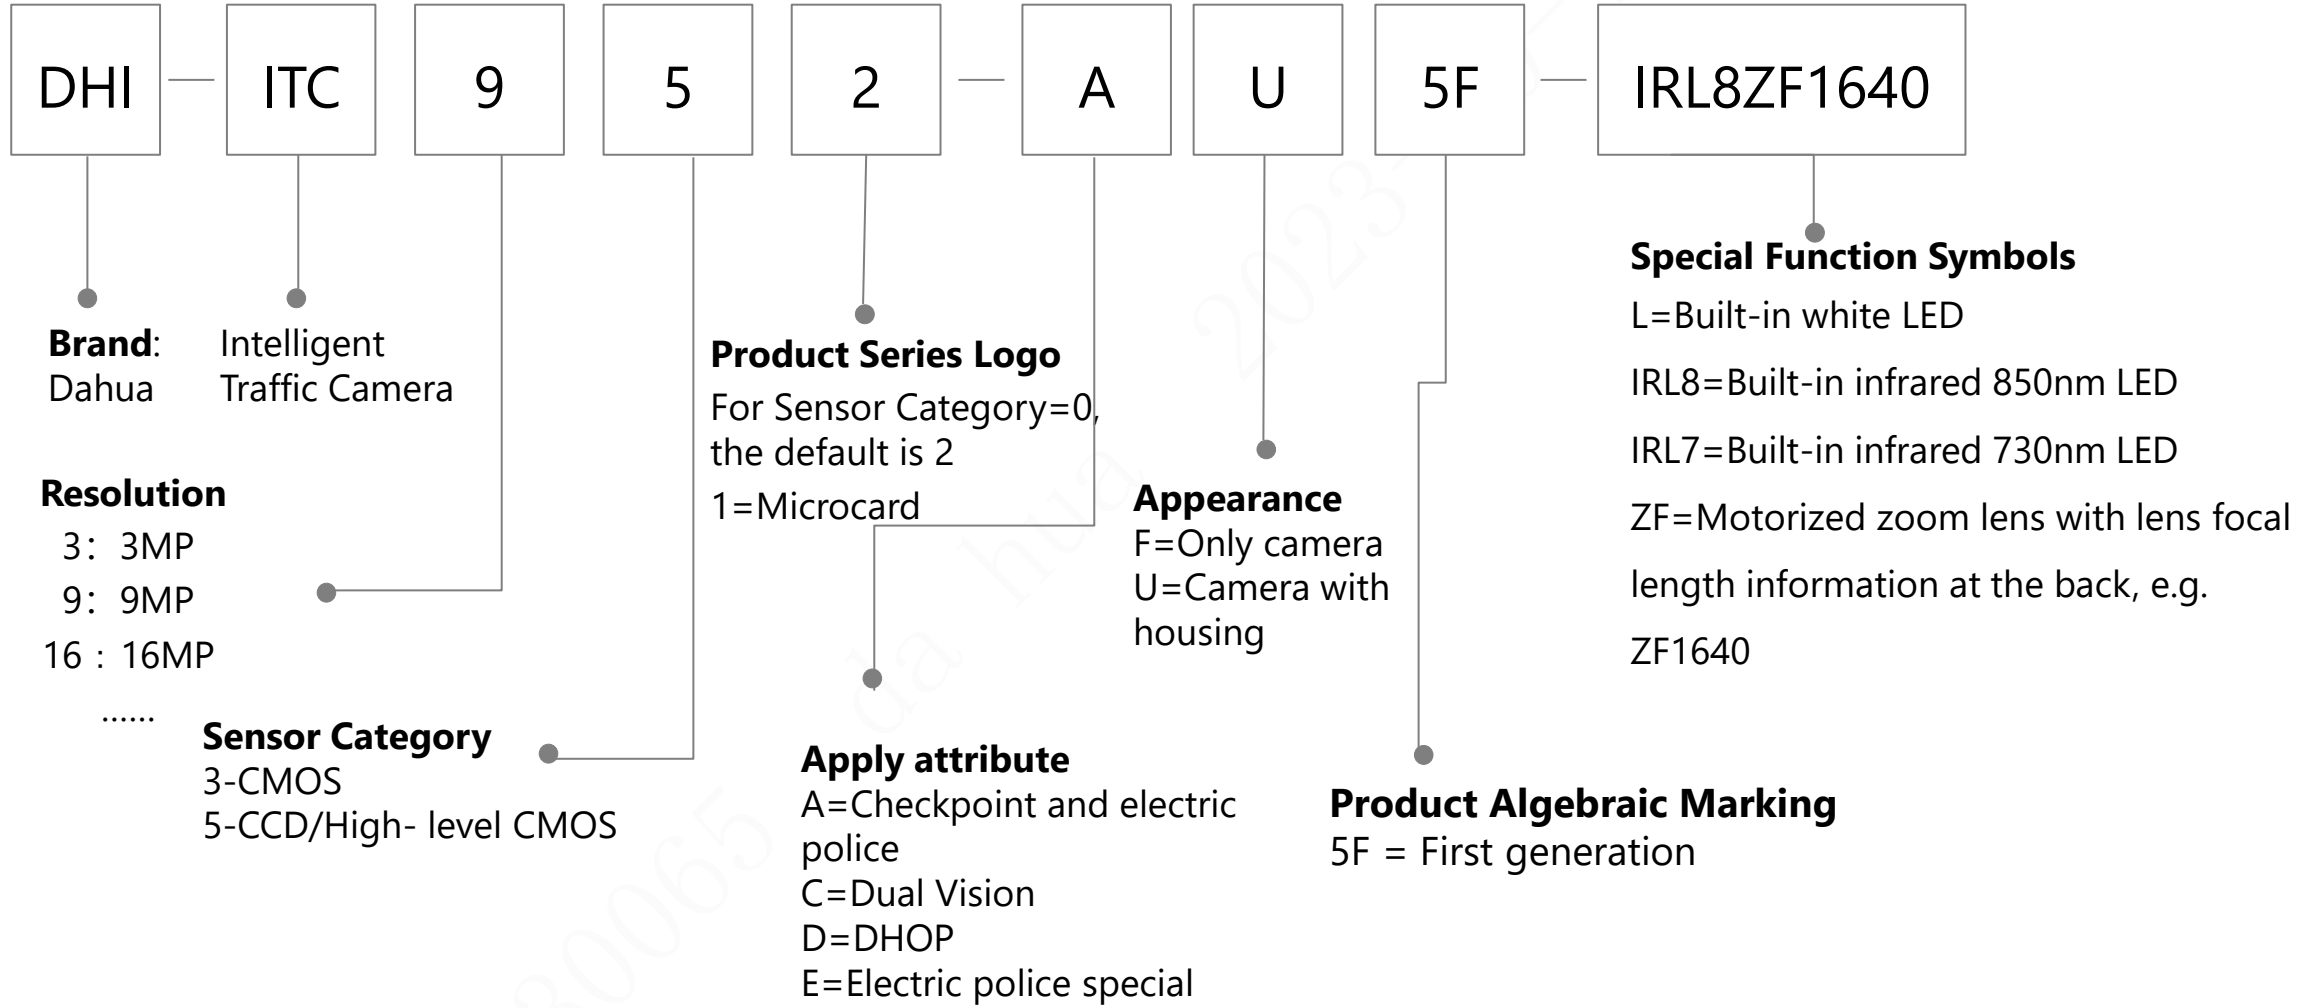 DHI — ITC 9 5 2 — A U 5F — IRL8ZF1640
Brand:
Dahua
Intelligent
Traffic Camera
Resolution
3: 3MP
9: 9MP
16 : 16MP
......
Sensor Category
3-CMOS
5-CCD/High- level CMOS
Product Series Logo
For Sensor Category=0,
the default is 2
1=Microcard
Apply attribute
A=Checkpoint and electric
police
C=Dual Vision
D=DHOP
E=Electric police special
Appearance
F=Only camera
U=Camera with
housing
Product Algebraic Marking
5F = First generation
Special Function Symbols
L=Built-in white LED
IRL8=Built-in infrared 850nm LED
IRL7=Built-in infrared 730nm LED
ZF=Motorized zoom lens with lens focal
length information at the back, e.g.
ZF1640